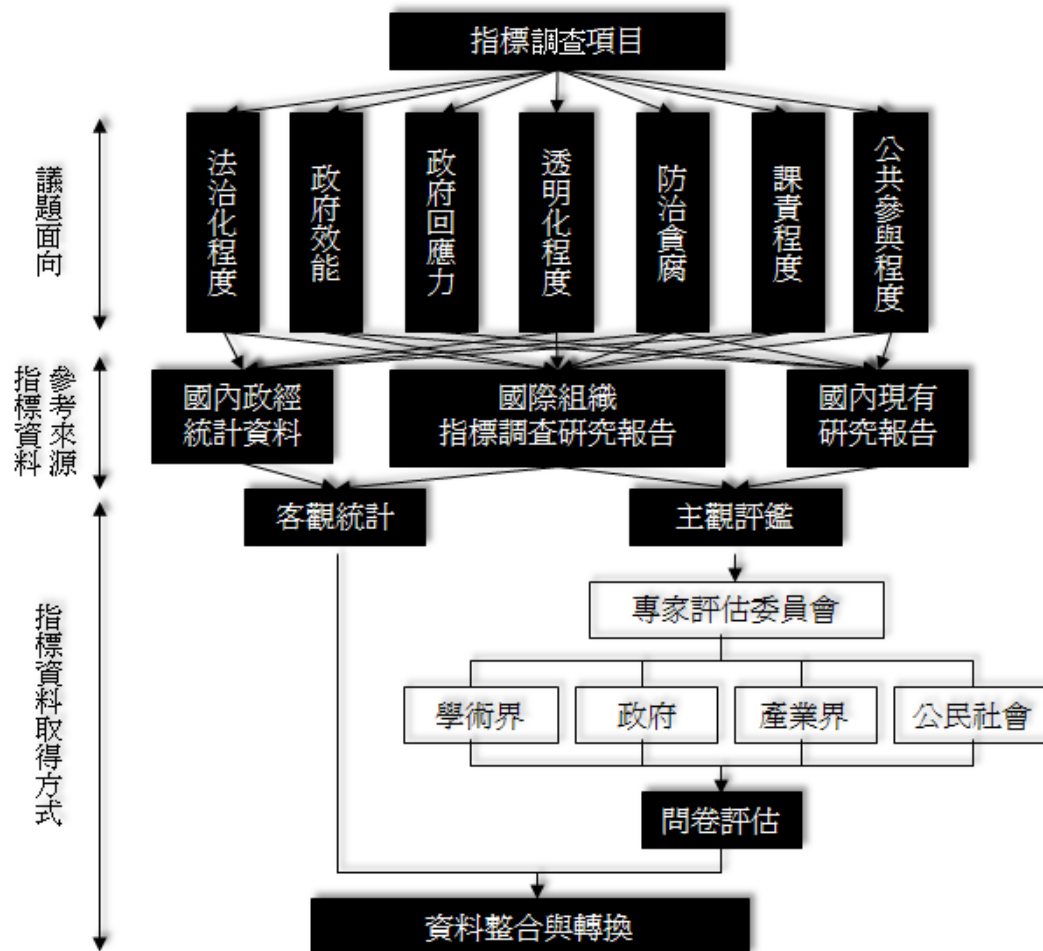 指標調查項目
議題面向
法治化程度
政府效能
政府回應力
透明化程度
防治貪腐
課責程度
公共參與程度
參考來源
指標資料
國內政經
統計資料
國際組織
指標調查研究報告
國內現有
研究報告
指標資料取得方式
客觀統計
主觀評鑑
專家評估委員會
學術界
政府
產業界
公民社會
問卷評估
資料整合與轉換